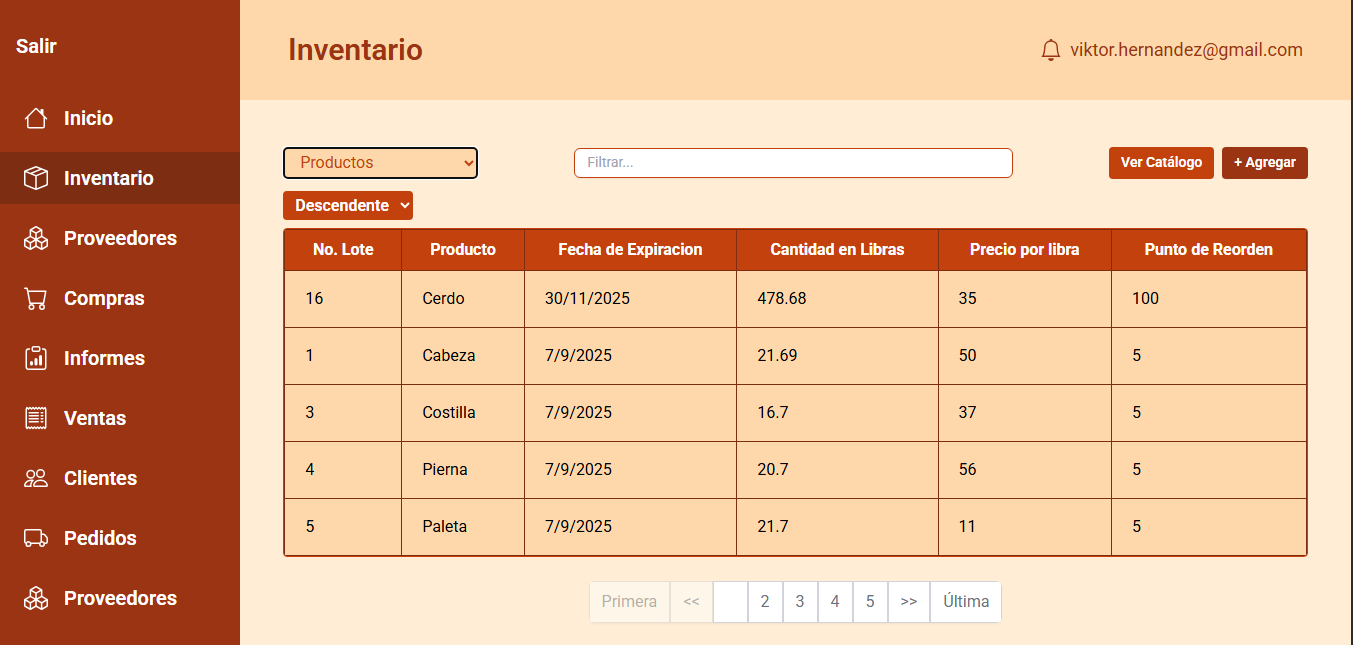 Salir
Inicio
Inventario
Proveedores
Compras
Informes
Ventas
Clientes
Pedidos
Proveedores
Inventario
viktor.hernandez@gmail.com
Productos
Filtrar...
Ver Catálogo
+ Agregar
Descendente
No. Lote Producto Fecha de Expiracion Cantidad en Libras Precio por libra Punto de Reorden
16 Cerdo 30/11/2025 478.68 35 100
1 Cabeza 7/9/2025 21.69 50 5
3 Costilla 7/9/2025 16.7 37 5
4 Pierna 7/9/2025 20.7 56 5
5 Paleta 7/9/2025 21.7 11 5
Primera << 2 3 4 5 >> Última